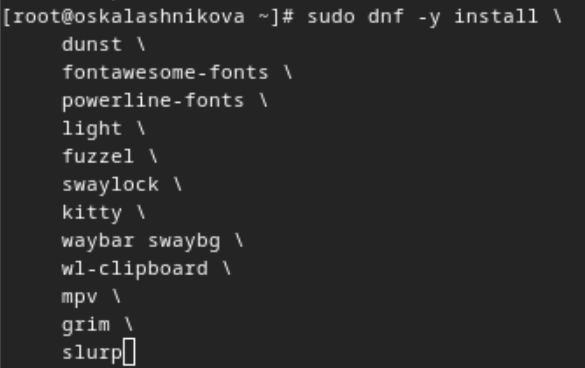 [root@oskalashnikova ~]# sudo dnf -y install \
dunst \
fontawesome-fonts \
powerline-fonts \
light \
fuzzel \
swaylock \
kitty \
waybar swaybg \
wl-clipboard \
mpv \
grim \
slurp